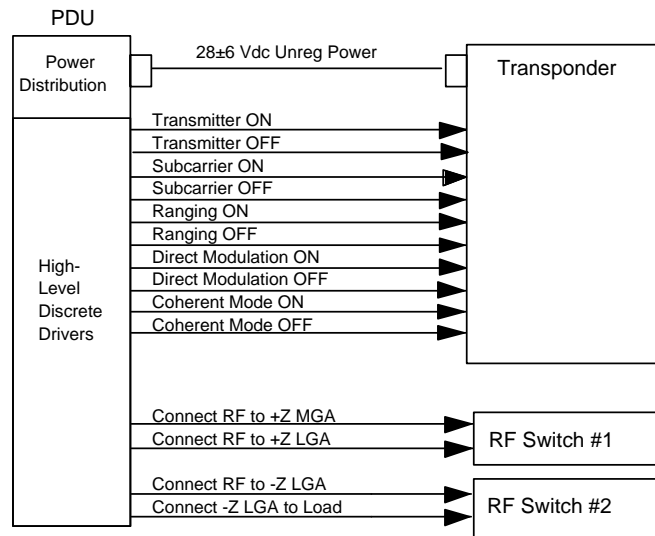 PDU
Power
Distribution
28±6 Vdc Unreg Power
Transponder
Transmitter ON
Transmitter OFF
Subcarrier ON
Subcarrier OFF
Ranging ON
Ranging OFF
Direct Modulation ON
Direct Modulation OFF
Coherent Mode ON
Coherent Mode OFF
High-
Level
Discrete
Drivers
Connect RF to +Z MGA
Connect RF to +Z LGA
RF Switch #1
Connect RF to -Z LGA
Connect -Z LGA to Load
RF Switch #2